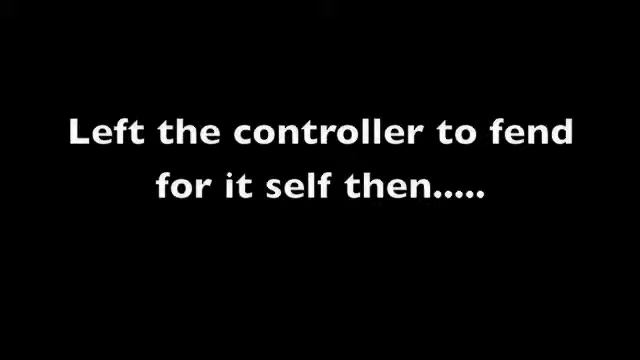 Left the controller to fend
for it self then.....